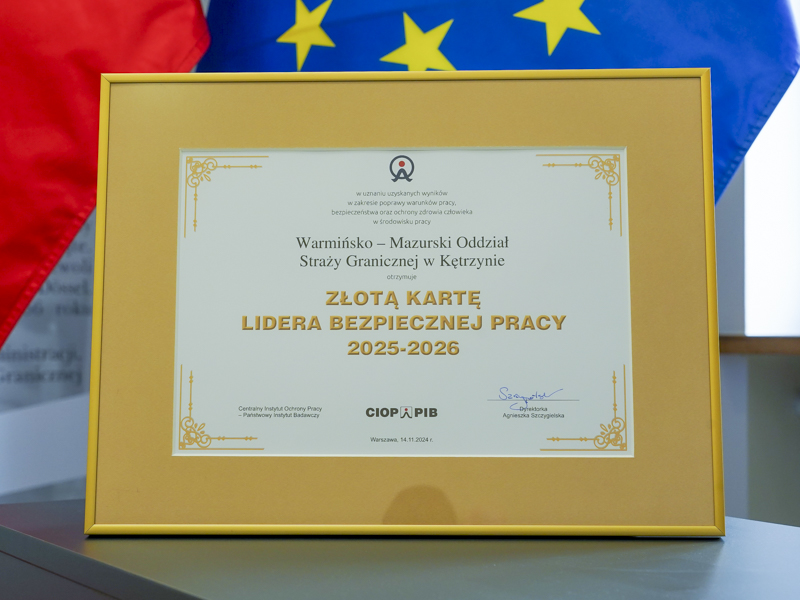 w uznaniu uzyskanych wyników
w zakresie poprawy warunków pracy,
bezpieczeństwa oraz ochrony zdrowia człowieka
w środowisku pracy
Warmińsko – Mazurski Oddział
Straży Granicznej w Kętrzynie
otrzymuje
ZŁOTĄ KARTĘ
LIDERA BEZPIECZNEJ PRACY
2025-2026
Centralny Instytut Ochrony Pracy
– Państwowy Instytut Badawczy
CIOP PIB
Dyrektorka
Agnieszka Szczygielska
Warszawa, 14.11.2024 r.